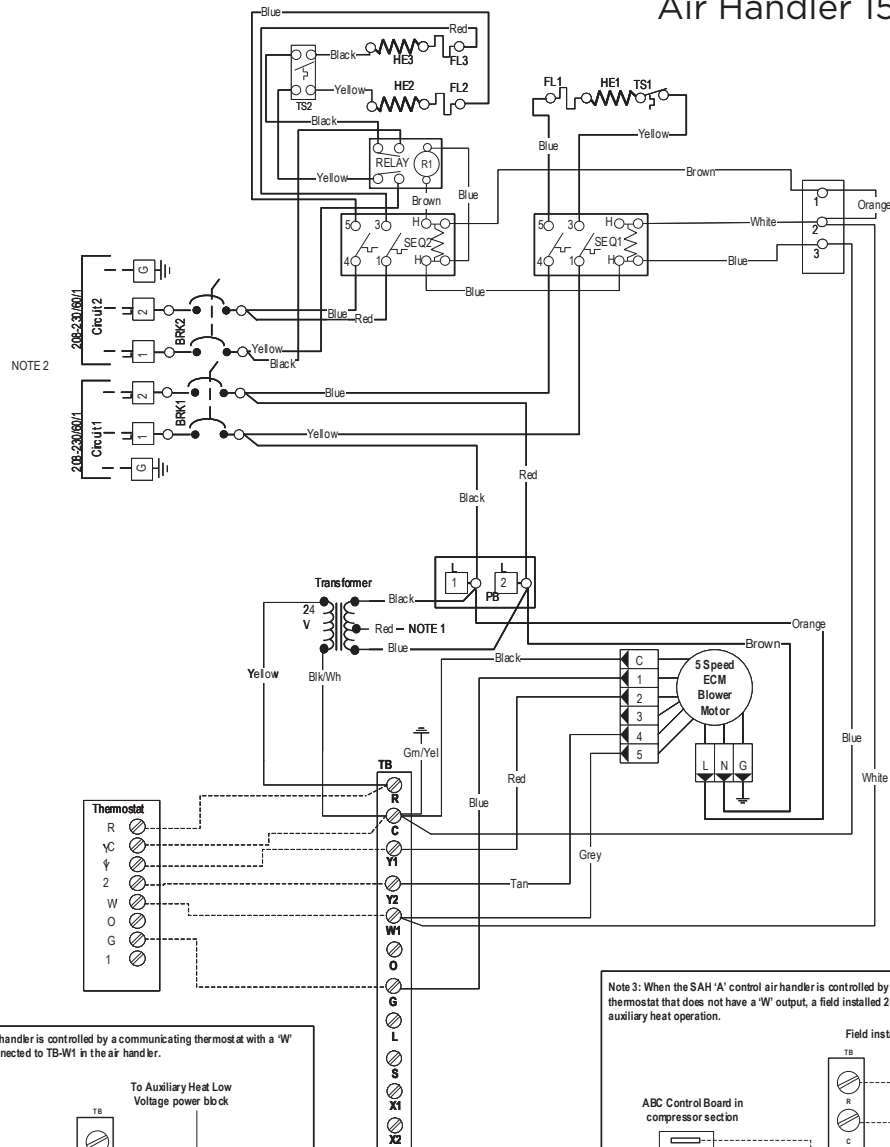 Air Handler 15
Blue
Red
Black
HE3
FL3
Yellow
HE2
FL2
TS2
Black
RELAY
R1
Yellow
Brown
Blue
FL1
HE1
TS1
Yellow
Blue
Brown
Orange
White
Blue
1
2
3
5
3
H
SEQ2
4
1
H
5
3
H
SEQ1
4
1
H
Blue
NOTE 2
208-230/60/1
Circuit 2
G
2
1
BRK2
Blue
Red
Yellow
Black
208-230/60/1
Circuit 1
2
1
G
BRK1
Blue
Yellow
Black
Red
Transformer
24
V
Black
Red – NOTE 1
Blue
L
1
L
2
PB
Orange
Brown
Yellow
Blk/Wh
Black
C
1
2
3
4
5
5 Speed
ECM
Blower
Motor
L
N
G
Grn/Yel
Blue
Red
Grey
Tan
Blue
White
TB
R
C
Y1
Y2
W1
O
G
L
S
X1
X2
Thermostat
R
C
Y
1
Y
2
W
O
G
1
handler is controlled by a communicating thermostat with a ‘W’
nected to TB-W1 in the air handler.
To Auxiliary Heat Low
Voltage power block
TB
Note 3: When the SAH ‘A’ control air handler is controlled by
thermostat that does not have a ‘W’ output, a field installed 2
auxiliary heat operation.
Field inst
TB
R
C
ABC Control Board in
compressor section